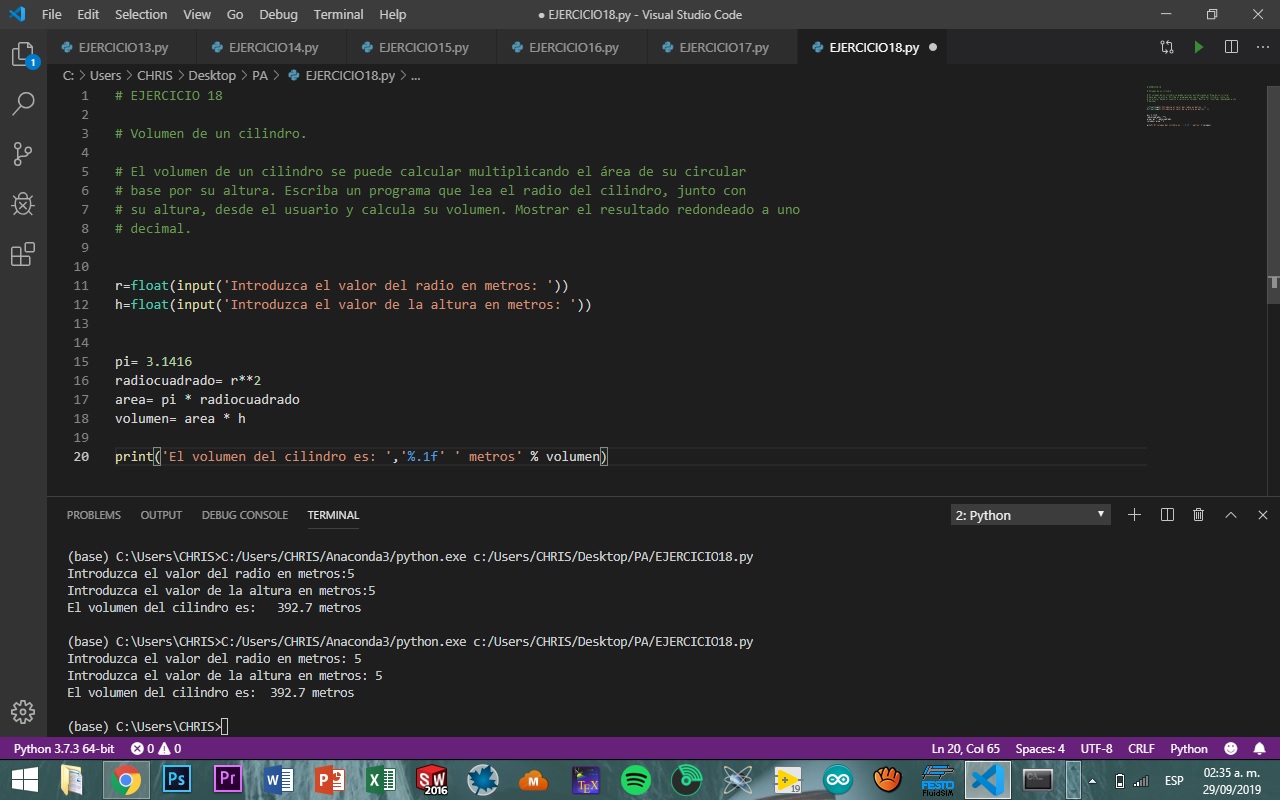 File Edit Selection View Go Debug Terminal Help ● EJERCICIO18.py - Visual Studio Code
EJERCICIO13.py EJERCICIO14.py EJERCICIO15.py EJERCICIO16.py EJERCICIO17.py EJERCICIO18.py ●
C: > Users > CHRIS > Desktop > PA > EJERCICIO18.py > ...
1
1 # EJERCICIO 18
2
3 # Volumen de un cilindro.
4
5 # El volumen de un cilindro se puede calcular multiplicando el área de su circular
6 # base por su altura. Escriba un programa que lea el radio del cilindro, junto con
7 # su altura, desde el usuario y calcula su volumen. Mostrar el resultado redondeado a uno
8 # decimal.
9
10
11 r=float(input('Introduzca el valor del radio en metros: '))
12 h=float(input('Introduzca el valor de la altura en metros: '))
13
14
15 pi= 3.1416
16 radiocuadrado= r**2
17 area= pi * radiocuadrado
18 volumen= area * h
19
20 print('El volumen del cilindro es: ','%.1f' ' metros' % volumen)
PROBLEMS OUTPUT DEBUG CONSOLE TERMINAL 2: Python
(base) C:\Users\CHRIS>C:/Users/CHRIS/Anaconda3/python.exe c:/Users/CHRIS/Desktop/PA/EJERCICIO18.py
Introduzca el valor del radio en metros:5
Introduzca el valor de la altura en metros:5
El volumen del cilindro es:   392.7 metros
(base) C:\Users\CHRIS>C:/Users/CHRIS/Anaconda3/python.exe c:/Users/CHRIS/Desktop/PA/EJERCICIO18.py
Introduzca el valor del radio en metros: 5
Introduzca el valor de la altura en metros: 5
El volumen del cilindro es:  392.7 metros
(base) C:\Users\CHRIS>
Python 3.7.3 64-bit 0 0 Ln 20, Col 65 Spaces: 4 UTF-8 CRLF Python
Ps Pr W P X SW 2016 TEX 19 FESTO FluidSIM C:\_ ESP 02:35 a. m.
29/09/2019